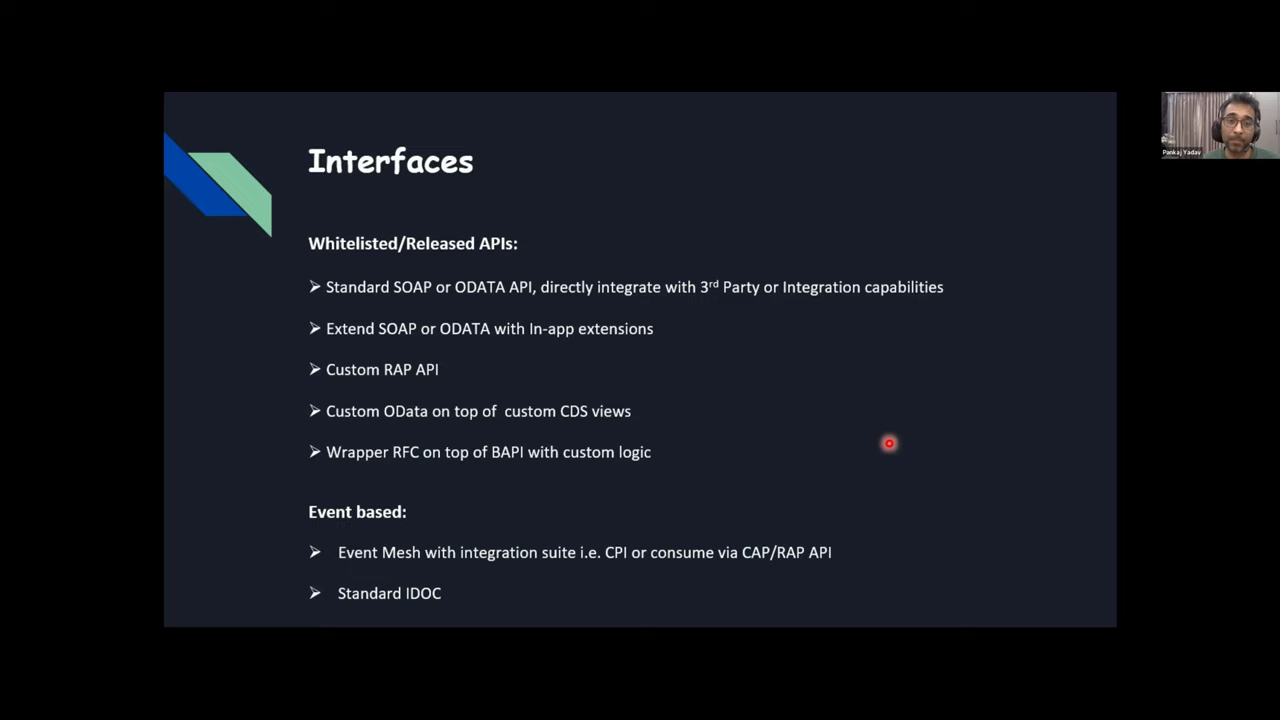 Interfaces
Pankaj Yadav
Whitelisted/Released APIs:
➢ Standard SOAP or ODATA API, directly integrate with 3rd Party or Integration capabilities
➢ Extend SOAP or ODATA with In-app extensions
➢ Custom RAP API
➢ Custom OData on top of  custom CDS views
➢ Wrapper RFC on top of BAPI with custom logic
Event based:
➢ Event Mesh with integration suite i.e. CPI or consume via CAP/RAP API
➢ Standard IDOC